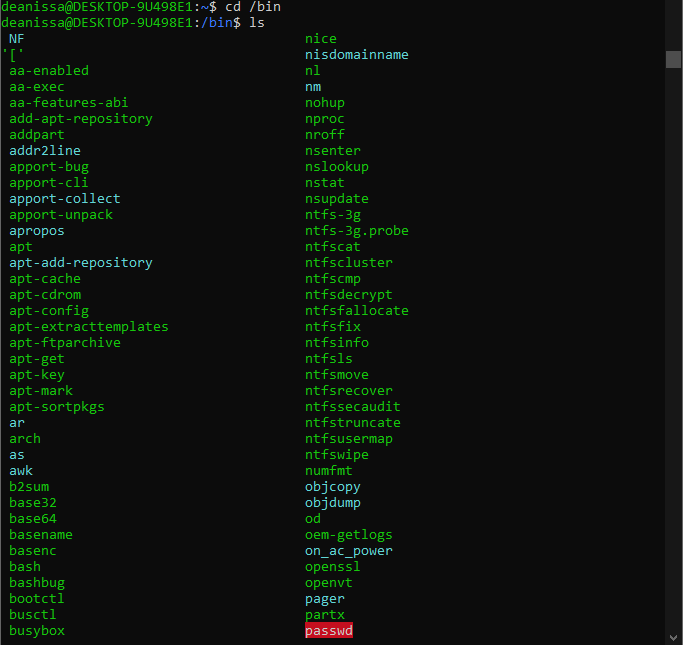 deanissa@DESKTOP-9U498E1:~$ cd /bin
deanissa@DESKTOP-9U498E1:/bin$ ls
NF nice
'[' nisdomainname
aa-enabled nl
aa-exec nm
aa-features-abi nohup
add-apt-repository nproc
addpart nroff
addr2line nsenter
apport-bug nslookup
apport-cli nstat
apport-collect nsupdate
apport-unpack ntfs-3g
apropos ntfs-3g.probe
apt ntfscat
apt-add-repository ntfscluster
apt-cache ntfscmp
apt-cdrom ntfsdecrypt
apt-config ntfsfallocate
apt-extracttemplates ntfsfix
apt-ftparchive ntfsinfo
apt-get ntfsls
apt-key ntfsmove
apt-mark ntfsrecover
apt-sortpkgs ntfssecaudit
ar ntfstruncate
arch ntfsusermap
as ntfswipe
awk numfmt
b2sum objcopy
base32 objdump
base64 od
basename oem-getlogs
basenc on_ac_power
bash openssl
bashbug openvt
bootctl pager
busctl partx
busybox passwd